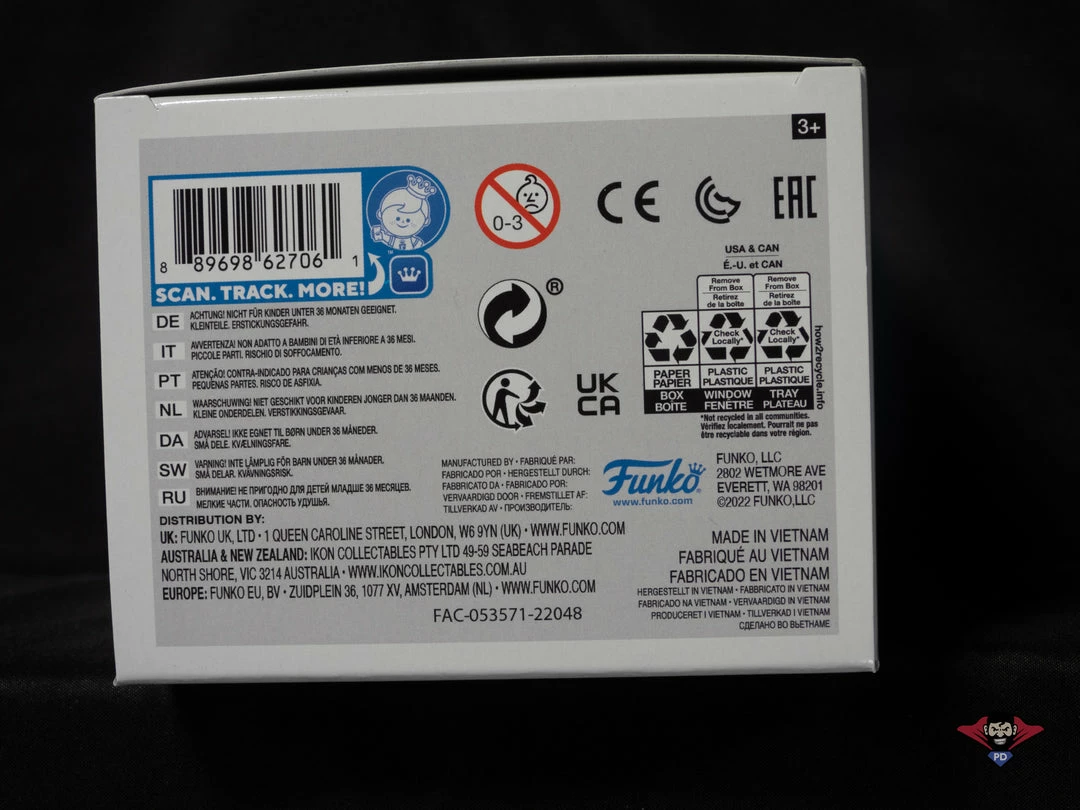 3+
8 89698 62706 1
SCAN. TRACK. MORE!
™
0-3
CE
EAC
®
UK
CA
USA & CAN
É.-U. et CAN
Remove
From Box
Retirez
de la boîte
Remove
From Box
Retirez
de la boîte
Check
Locally*
Check
Locally*
PAPER
PAPIER
PLASTIC
PLASTIQUE
PLASTIC
PLASTIQUE
BOX
BOÎTE
WINDOW
FENÊTRE
TRAY
PLATEAU
how2recycle.info
*Not recycled in all communities.
Vérifiez localement. Pourrait ne pas
être recyclable dans votre région.
DE ACHTUNG! NICHT FÜR KINDER UNTER 36 MONATEN GEEIGNET.
KLEINTEILE. ERSTICKUNGSGEFAHR.
IT AVVERTENZA! NON ADATTO A BAMBINI DI ETÀ INFERIORE A 36 MESI.
PICCOLE PARTI. RISCHIO DI SOFFOCAMENTO.
PT ATENÇÃO! CONTRA-INDICADO PARA CRIANÇAS COM MENOS DE 36 MESES.
PEQUENAS PARTES. RISCO DE ASFIXIA.
NL WAARSCHUWING! NIET GESCHIKT VOOR KINDEREN JONGER DAN 36 MAANDEN.
KLEINE ONDERDELEN. VERSTIKKINGSGEVAAR.
DA ADVARSEL! IKKE EGNET TIL BØRN UNDER 36 MÅNEDER.
SMÅ DELE. KVÆLNINGSFARE.
SW VARNING! INTE LÄMPLIG FÖR BARN UNDER 36 MÅNADER.
SMÅ DELAR. KVÄVNINGSRISK.
RU ВНИМАНИЕ! НЕ ПРИГОДНО ДЛЯ ДЕТЕЙ МЛАДШЕ 36 МЕСЯЦЕВ.
МЕЛКИЕ ЧАСТИ. ОПАСНОСТЬ УДУШЬЯ.
MANUFACTURED BY • FABRIQUÉ PAR:
FABRICADO POR • HERGESTELLT DURCH:
FABBRICATO DA • FABRICADO POR:
VERVAARDIGD DOOR • FREMSTILLET AF:
TILLVERKAD AV • ПРОИЗВОДИТЕЛЬ:
Funko®
www.funko.com
FUNKO, LLC
2802 WETMORE AVE
EVERETT, WA 98201
©2022 FUNKO,LLC
DISTRIBUTION BY:
UK: FUNKO UK, LTD • 1 QUEEN CAROLINE STREET, LONDON, W6 9YN (UK) • WWW.FUNKO.COM
AUSTRALIA & NEW ZEALAND: IKON COLLECTABLES PTY LTD 49-59 SEABEACH PARADE
NORTH SHORE, VIC 3214 AUSTRALIA • WWW.IKONCOLLECTABLES.COM.AU
EUROPE: FUNKO EU, BV • ZUIDPLEIN 36, 1077 XV, AMSTERDAM (NL) • WWW.FUNKO.COM
FAC-053571-22048
MADE IN VIETNAM
FABRIQUÉ AU VIETNAM
FABRICADO EN VIETNAM
HERGESTELLT IN VIETNAM • FABBRICATO IN VIETNAM
FABRICADO NA VIETNAM • VERVAARDIGD IN VIETNAM
PRODUCERET I VIETNAM • TILLVERKAD I VIETNAM
СДЕЛАНО ВО ВЬЕТНАМЕ
PD